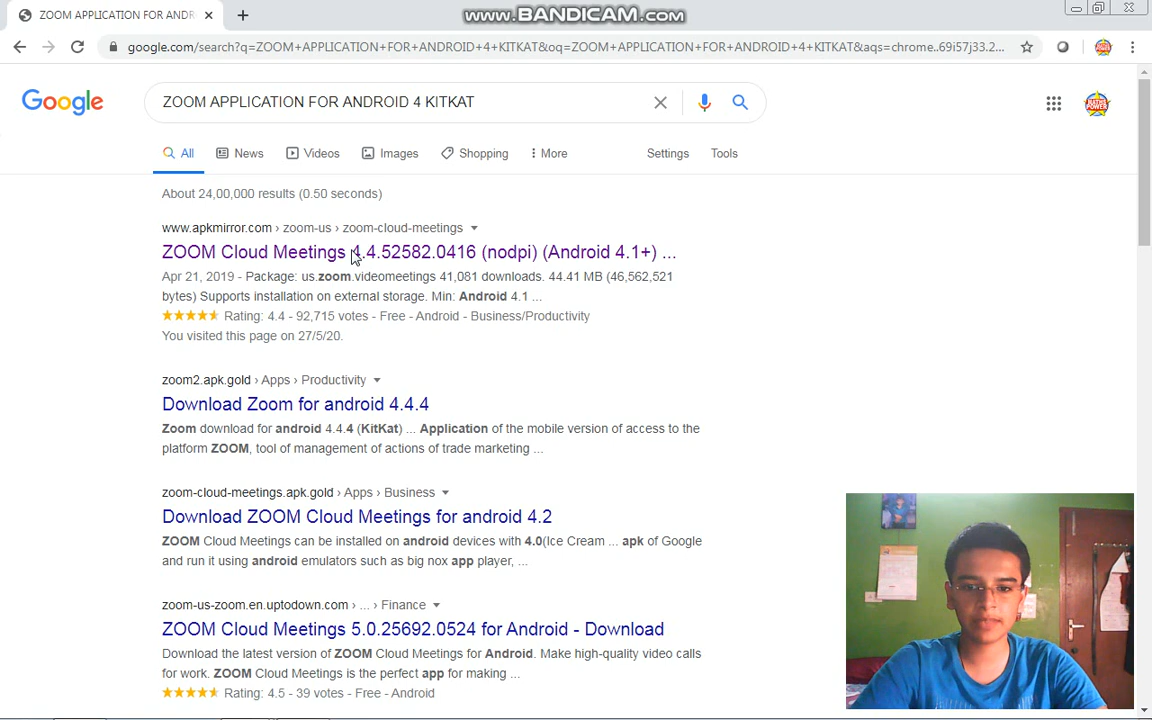 ZOOM APPLICATION FOR ANDR
www.BANDICAM.com
google.com/search?q=ZOOM+APPLICATION+FOR+ANDROID+4+KITKAT&oq=ZOOM+APPLICATION+FOR+ANDROID+4+KITKAT&aqs=chrome..69i57j33.2...
Google
ZOOM APPLICATION FOR ANDROID 4 KITKAT
All News Videos Images Shopping More Settings Tools
About 24,00,000 results (0.50 seconds)
www.apkmirror.com › zoom-us › zoom-cloud-meetings
ZOOM Cloud Meetings 4.4.52582.0416 (nodpi) (Android 4.1+) ...
Apr 21, 2019 - Package: us.zoom.videomeetings 41,081 downloads. 44.41 MB (46,562,521
bytes) Supports installation on external storage. Min: Android 4.1 ...
Rating: 4.4 - 92,715 votes - Free - Android - Business/Productivity
You visited this page on 27/5/20.
zoom2.apk.gold › Apps › Productivity
Download Zoom for android 4.4.4
Zoom download for android 4.4.4 (KitKat) ... Application of the mobile version of access to the
platform ZOOM, tool of management of actions of trade marketing ...
zoom-cloud-meetings.apk.gold › Apps › Business
Download ZOOM Cloud Meetings for android 4.2
ZOOM Cloud Meetings can be installed on android devices with 4.0(Ice Cream ... apk of Google
and run it using android emulators such as big nox app player, ...
zoom-us-zoom.en.uptodown.com › ... › Finance
ZOOM Cloud Meetings 5.0.25692.0524 for Android - Download
Download the latest version of ZOOM Cloud Meetings for Android. Make high-quality video calls
for work. ZOOM Cloud Meetings is the perfect app for making ...
Rating: 4.5 - 39 votes - Free - Android